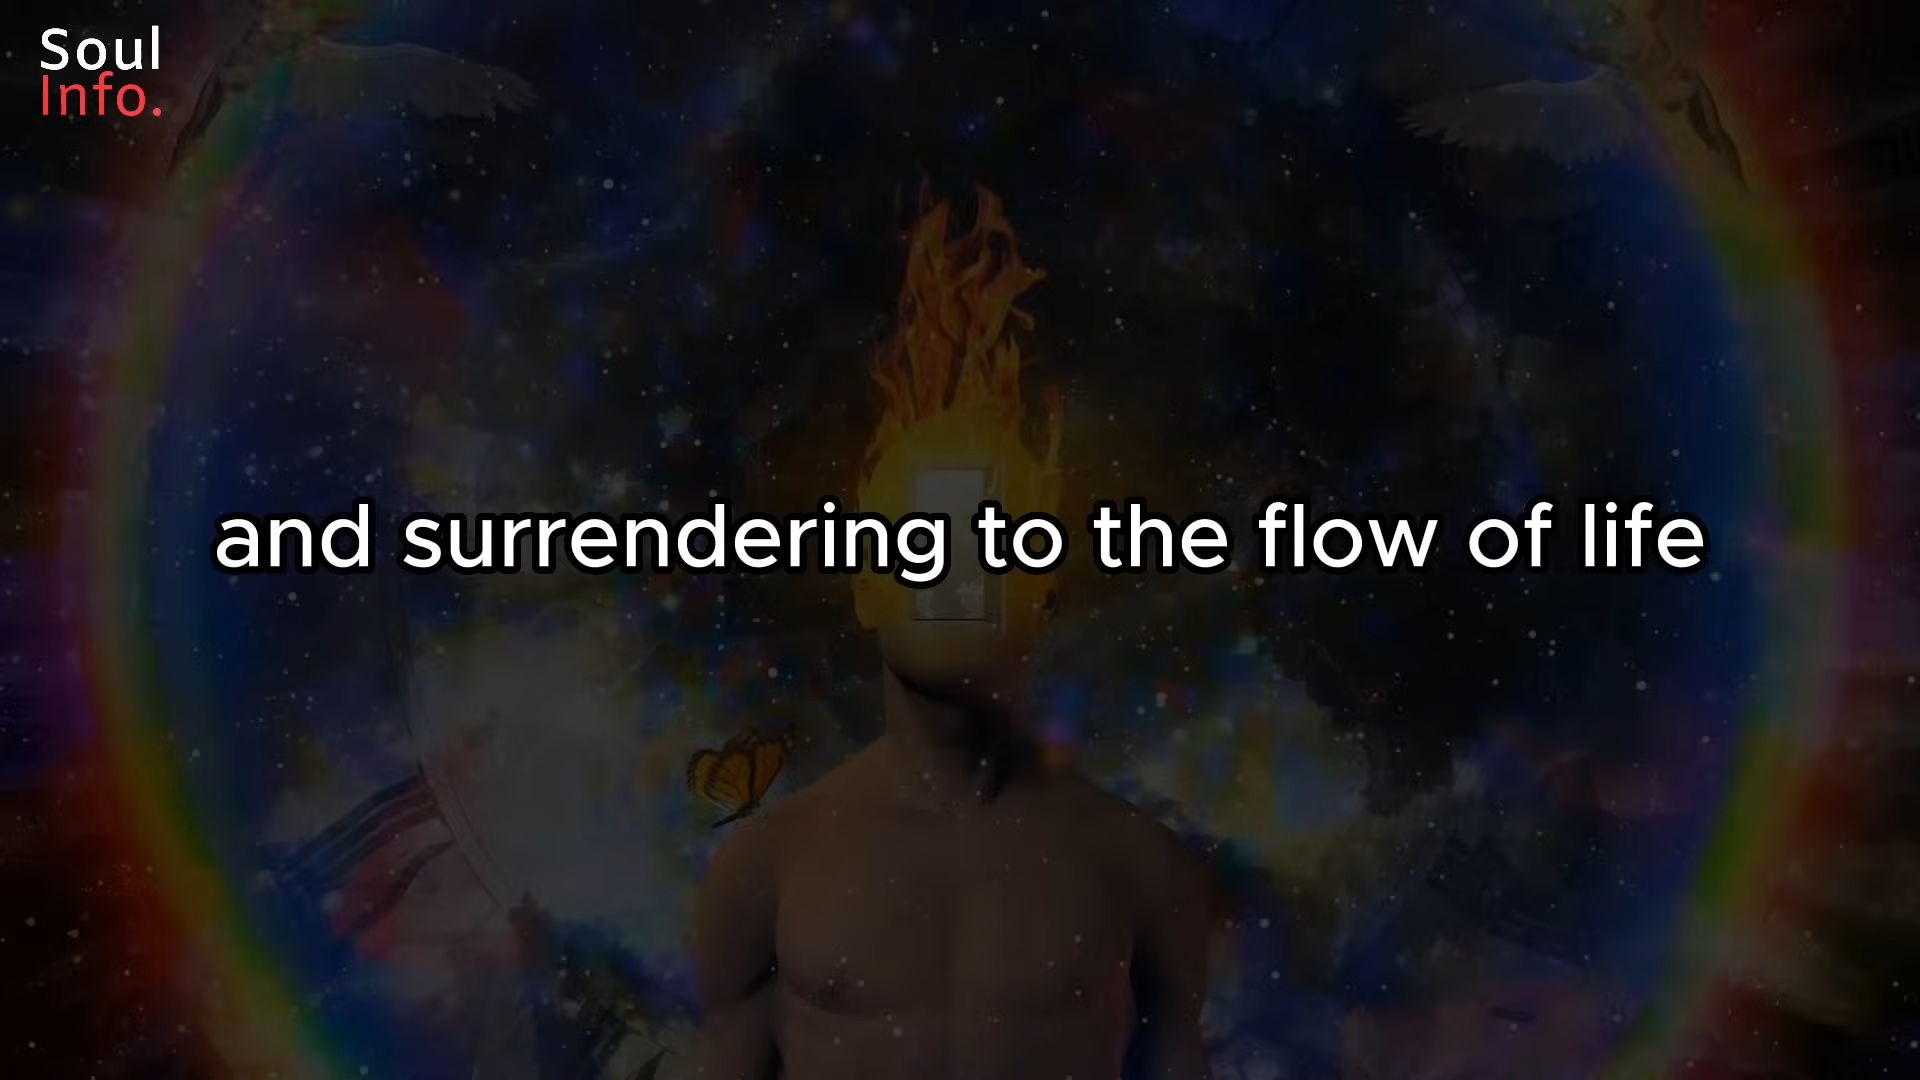 Soul
Info.
and surrendering to the flow of life